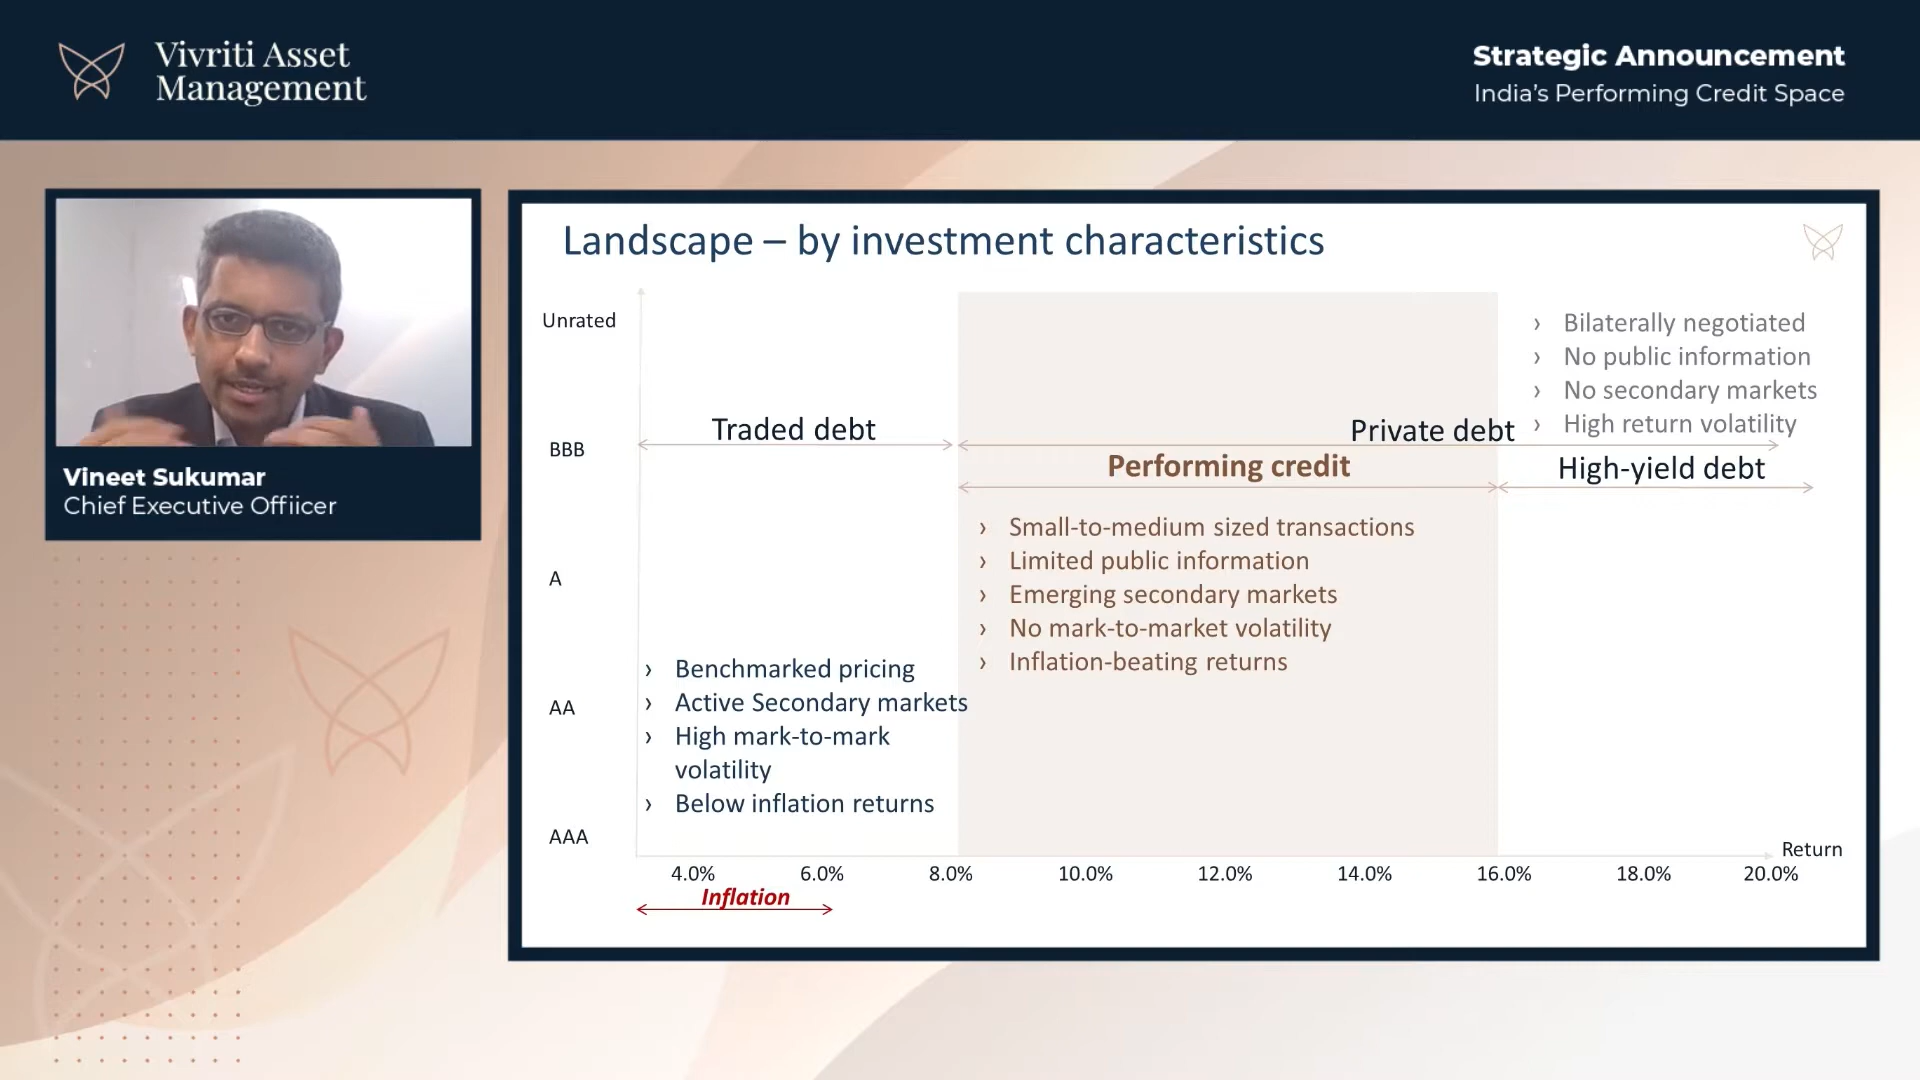 Vivriti Asset
Management
Strategic Announcement
India's Performing Credit Space
Vineet Sukumar
Chief Executive Offiicer
Landscape – by investment characteristics
Unrated
BBB
A
AA
AAA
Traded debt
› Benchmarked pricing
› Active Secondary markets
› High mark-to-mark
volatility
› Below inflation returns
Private debt
Performing credit
› Small-to-medium sized transactions
› Limited public information
› Emerging secondary markets
› No mark-to-market volatility
› Inflation-beating returns
› Bilaterally negotiated
› No public information
› No secondary markets
› High return volatility
High-yield debt
Return
4.0% 6.0% 8.0% 10.0% 12.0% 14.0% 16.0% 18.0% 20.0%
Inflation